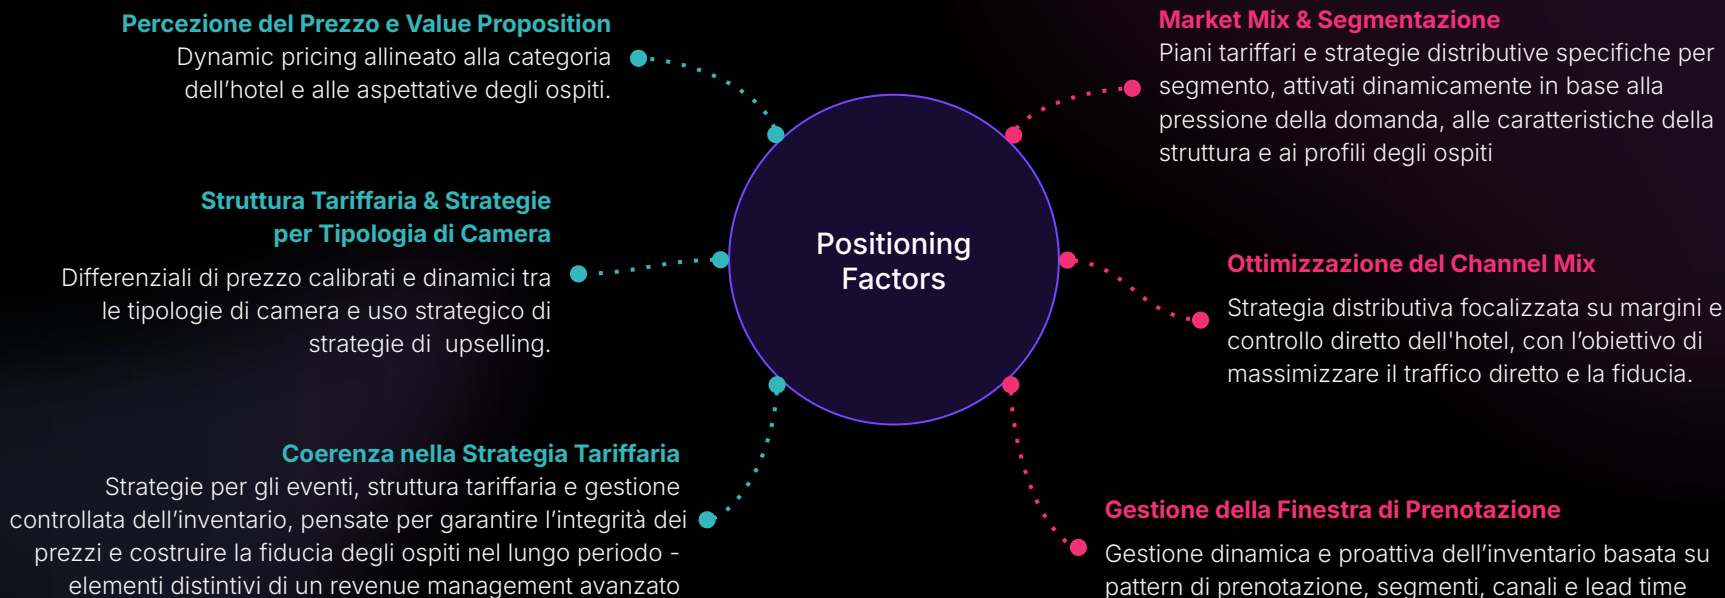 Percezione del Prezzo e Value Proposition
Dynamic pricing allineato alla categoria
dell’hotel e alle aspettative degli ospiti.
Struttura Tariffaria & Strategie
per Tipologia di Camera
Differenziali di prezzo calibrati e dinamici tra
le tipologie di camera e uso strategico di
strategie di  upselling.
Coerenza nella Strategia Tariffaria
Strategie per gli eventi, struttura tariffaria e gestione
controllata dell’inventario, pensate per garantire l’integrità dei
prezzi e costruire la fiducia degli ospiti nel lungo periodo -
elementi distintivi di un revenue management avanzato
Positioning
Factors
Market Mix & Segmentazione
Piani tariffari e strategie distributive specifiche per
segmento, attivati dinamicamente in base alla
pressione della domanda, alle caratteristiche della
struttura e ai profili degli ospiti
Ottimizzazione del Channel Mix
Strategia distributiva focalizzata su margini e
controllo diretto dell'hotel, con l’obiettivo di
massimizzare il traffico diretto e la fiducia.
Gestione della Finestra di Prenotazione
Gestione dinamica e proattiva dell’inventario basata su
pattern di prenotazione, segmenti, canali e lead time